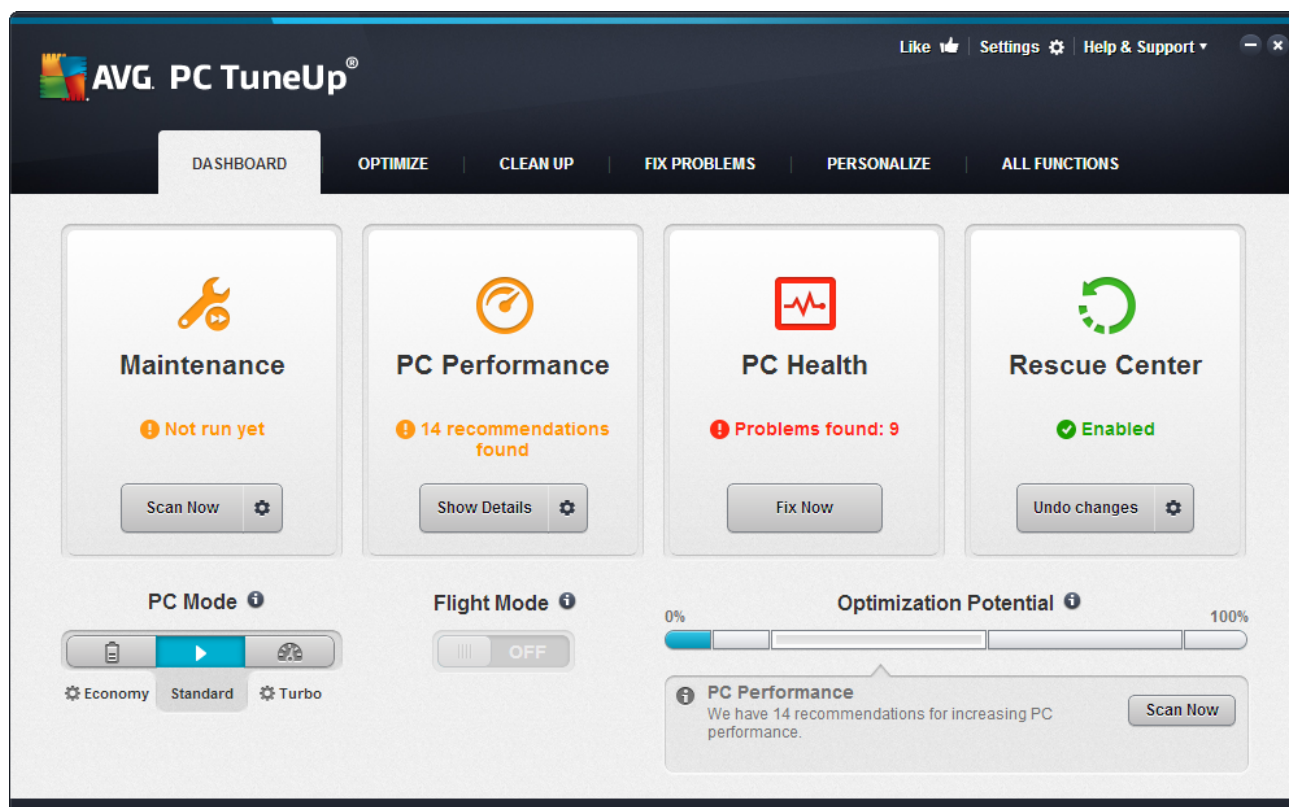 Like
Settings
Help & Support
AVG. PC TuneUp®
DASHBOARD
OPTIMIZE
CLEAN UP
FIX PROBLEMS
PERSONALIZE
ALL FUNCTIONS
Maintenance
Not run yet
Scan Now
PC Performance
14 recommendations
found
Show Details
PC Health
Problems found: 9
Fix Now
Rescue Center
Enabled
Undo changes
PC Mode
Economy
Standard
Turbo
Flight Mode
OFF
Optimization Potential
0%
100%
PC Performance
We have 14 recommendations for increasing PC
performance.
Scan Now